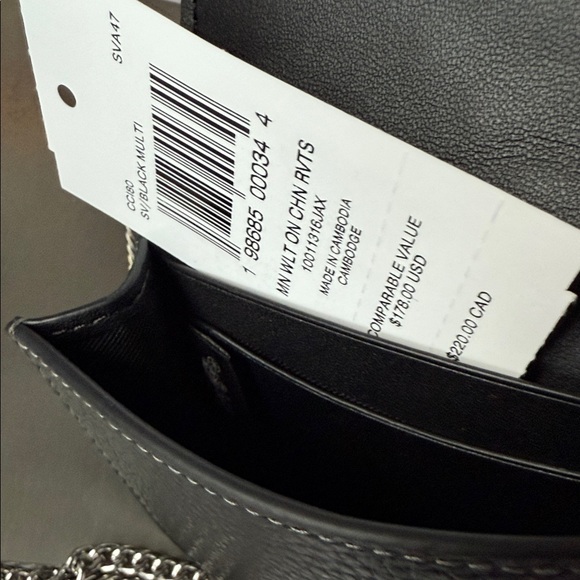 SVA47
CCI80
SV/BLACK MULTI
1 98685 00034 4
MN WLT ON CHN RVTS
10011316JAX
MADE IN CAMBODIA
CAMBODGE
COMPARABLE VALUE
$178.00 USD
$220.00 CAD